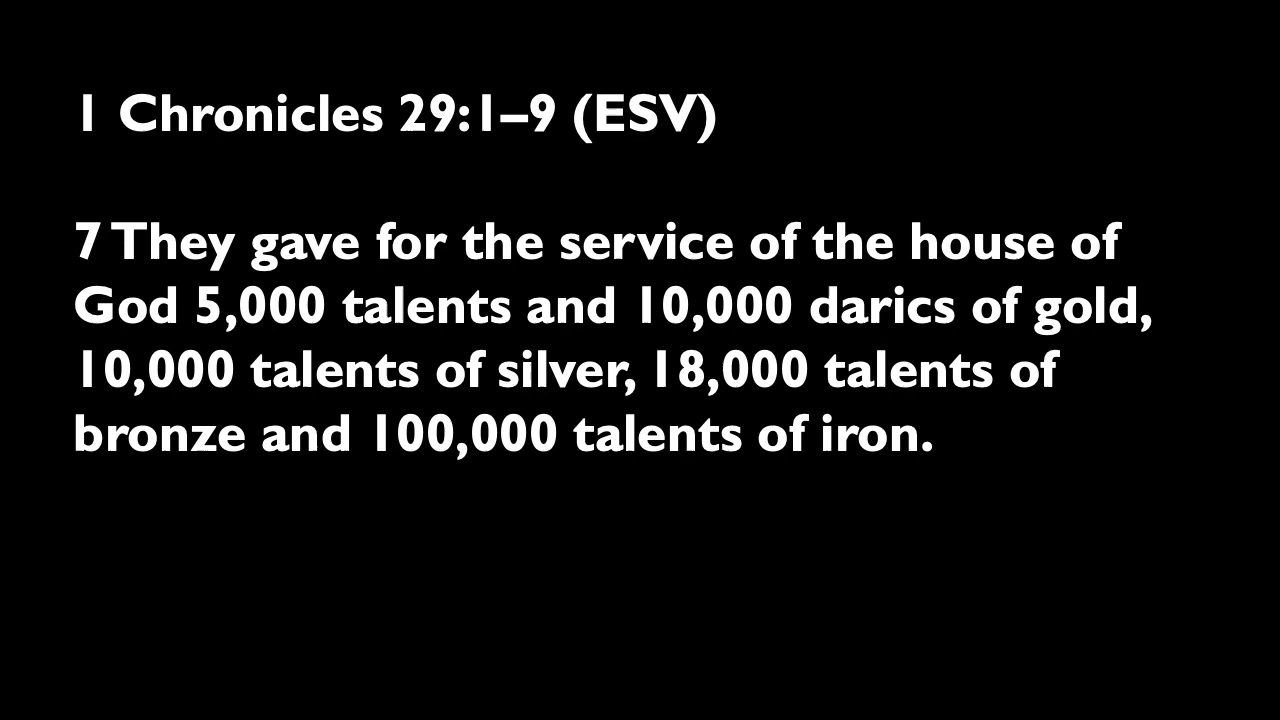 1 Chronicles 29:1–9 (ESV)
7 They gave for the service of the house of
God 5,000 talents and 10,000 darics of gold,
10,000 talents of silver, 18,000 talents of
bronze and 100,000 talents of iron.